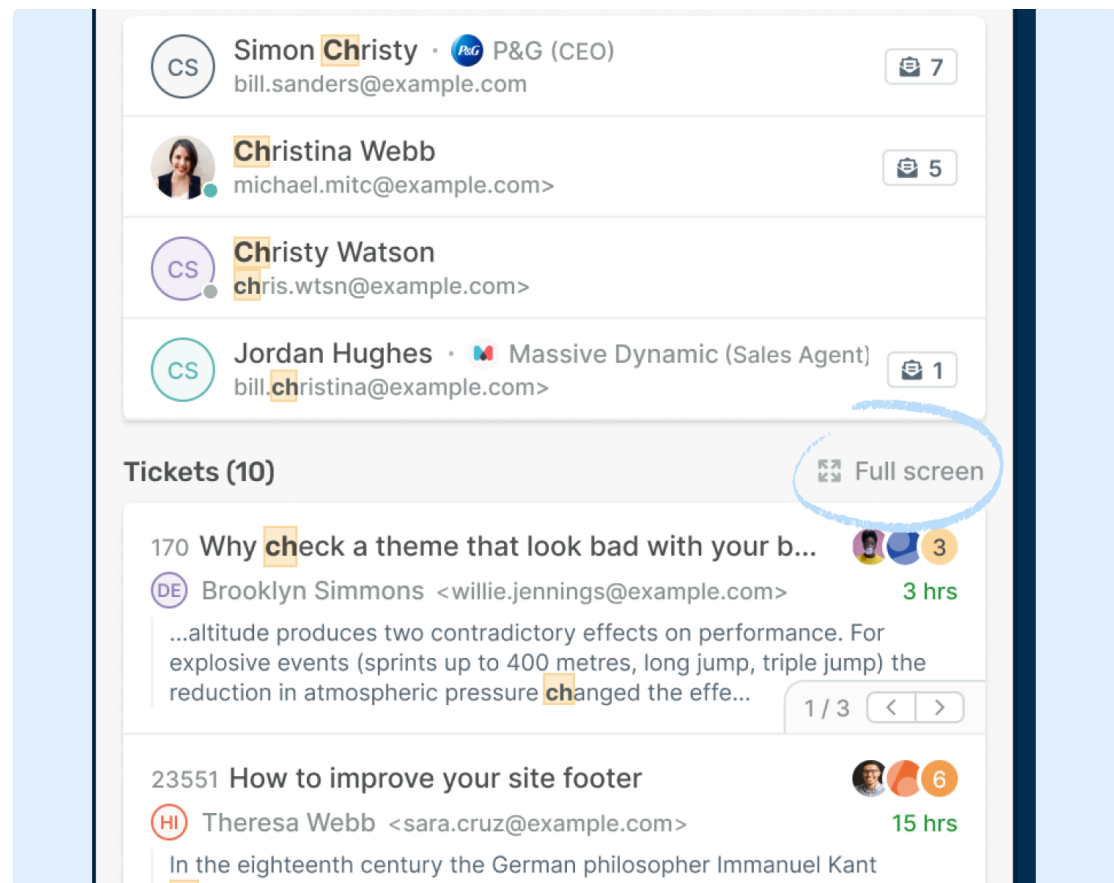 CS Simon Christy · P&G P&G (CEO) 7
bill.sanders@example.com
Christina Webb 5
michael.mitc@example.com>
CS Christy Watson
chris.wtsn@example.com>
CS Jordan Hughes · Massive Dynamic (Sales Agent) 1
bill.christina@example.com>
Tickets (10) Full screen
170 Why check a theme that look bad with your b... 3
DE Brooklyn Simmons <willie.jennings@example.com> 3 hrs
...altitude produces two contradictory effects on performance. For
explosive events (sprints up to 400 metres, long jump, triple jump) the
reduction in atmospheric pressure changed the effe...
1 / 3
23551 How to improve your site footer 6
HI Theresa Webb <sara.cruz@example.com> 15 hrs
In the eighteenth century the German philosopher Immanuel Kant